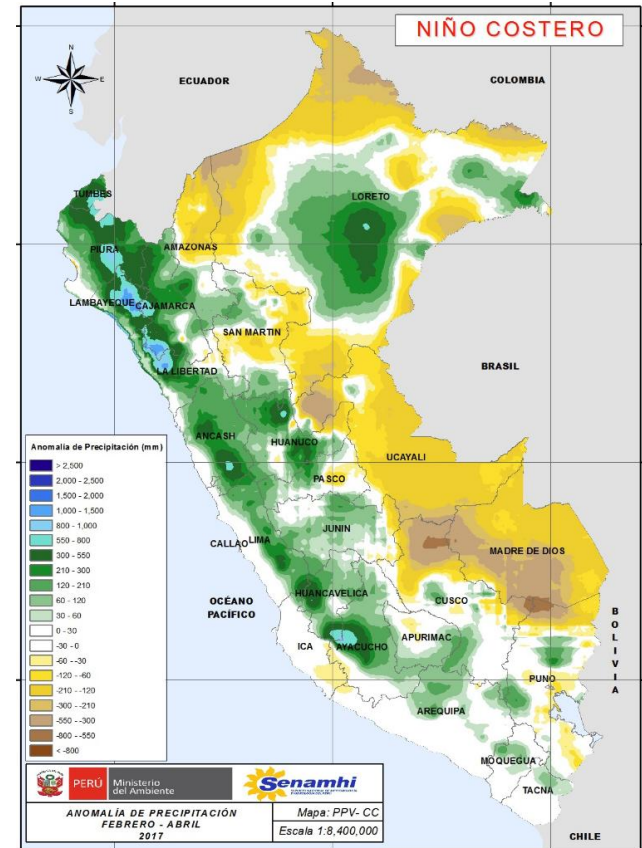 NIÑO COSTERO
N
W
E
S
ECUADOR
COLOMBIA
TUMBES
LORETO
PIURA
AMAZONAS
LAMBAYEQUE
CAJAMARCA
SAN MARTIN
BRASIL
LA LIBERTAD
ANCASH
HUANUCO
UCAYALI
PASCO
JUNIN
CALLAO
LIMA
MADRE DE DIOS
OCÉANO
PACÍFICO
HUANCAVELICA
CUSCO
ICA
AYACUCHO
APURIMAC
BOLIVIA
PUNO
AREQUIPA
MOQUEGUA
TACNA
CHILE
Anomalia de Precipitación (mm)
> 2,500
2,000 - 2,500
1,500 - 2,000
1,000 - 1,500
800 - 1,000
550 - 800
300 - 550
210 - 300
120 - 210
60 - 120
30 - 60
0 - 30
-30 - 0
-60 - -30
-120 - -60
-210 - -120
-300 - -210
-550 - -300
-800 - -550
< -800
PERÚ
Ministerio
del Ambiente
Senamhi
ANOMALÍA DE PRECIPITACIÓN
FEBRERO - ABRIL
2017
Mapa: PPV- CC
Escala 1:8,400,000